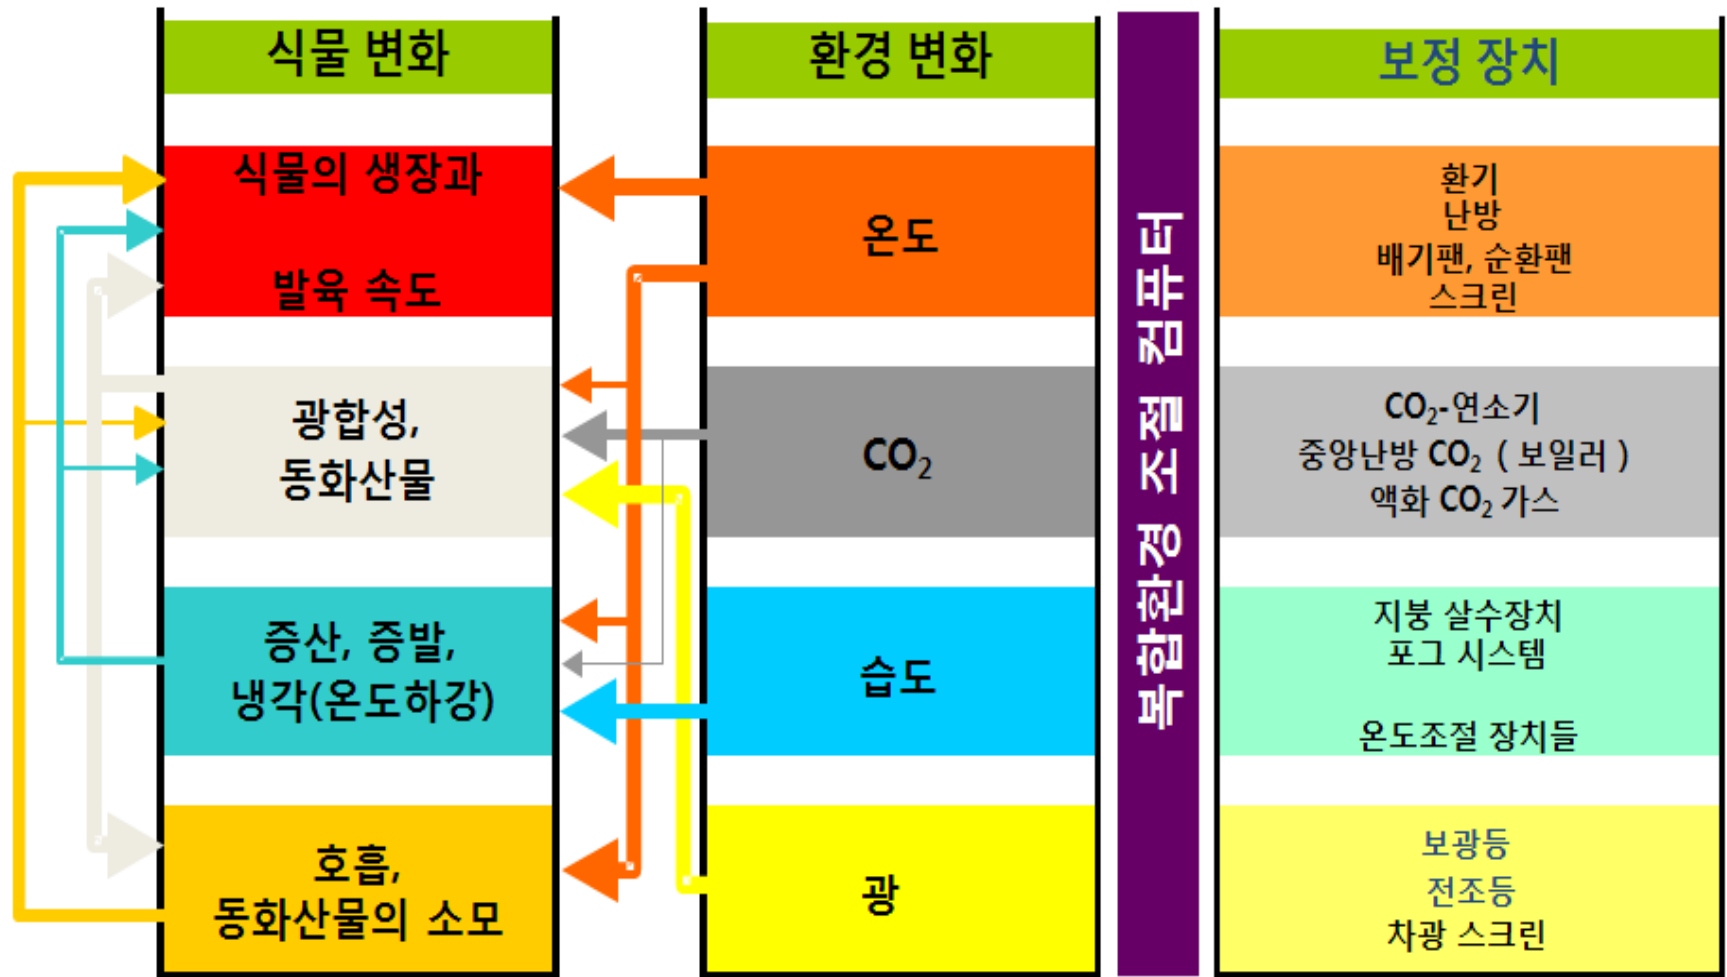 식물 변화
식물의 생장과
발육 속도
광합성,
동화산물
증산, 증발,
냉각(온도하강)
호흡,
동화산물의 소모
환경 변화
온도
CO₂
습도
광
복합환경 조절 컴퓨터
보정 장치
환기
난방
배기팬, 순환팬
스크린
CO₂-연소기
중앙난방 CO₂ ( 보일러 )
액화 CO₂ 가스
지붕 살수장치
포그 시스템
온도조절 장치들
보광등
전조등
차광 스크린